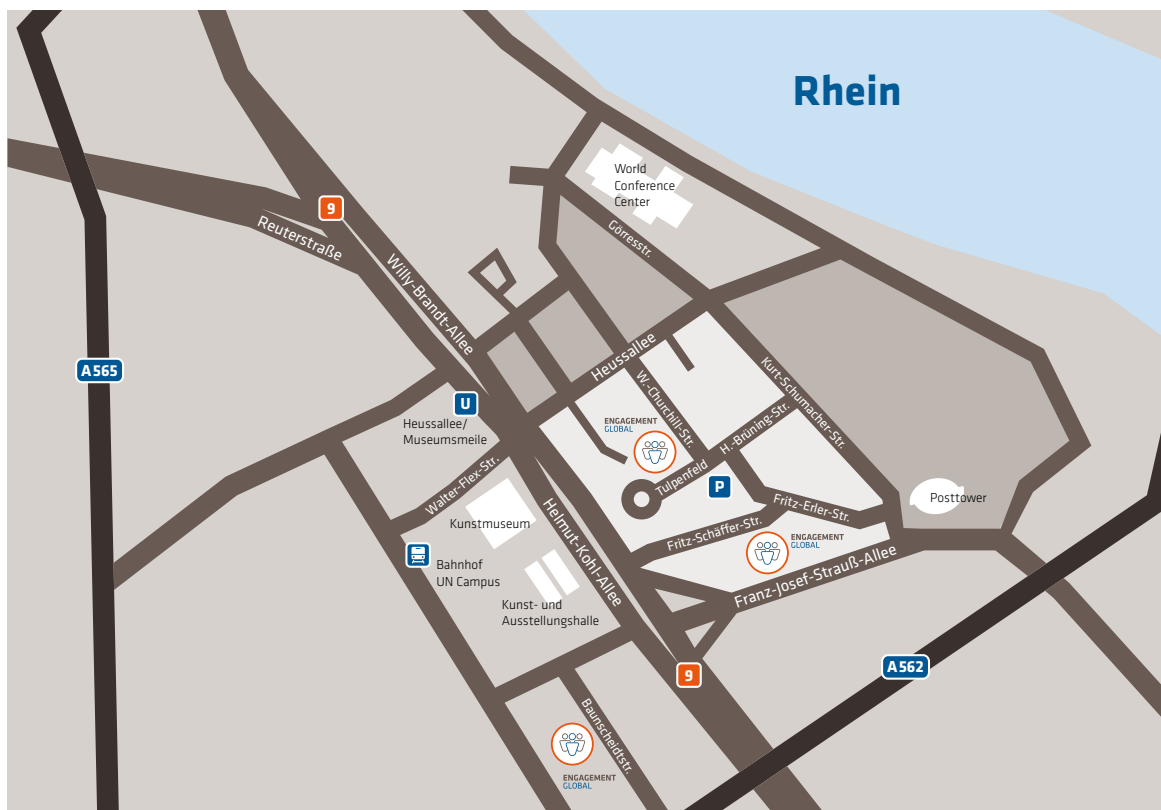 Rhein
World
Conference
Center
9
Reuterstraße
Görresstr.
Willy-Brandt-Allee
A565
Heussallee
Kurt-Schumacher-Str.
W.-Churchill-Str.
U
Heussallee/
Museumsmeile
ENGAGEMENT
GLOBAL
H.-Brüning-Str.
Walter-Flex-Str.
Tulpenfeld
P
Posttower
Kunstmuseum
Helmut-Kohl-Allee
Fritz-Erler-Str.
Fritz-Schäffer-Str.
ENGAGEMENT
GLOBAL
Bahnhof
UN Campus
Franz-Josef-Strauß-Allee
Kunst- und
Ausstellungshalle
9
A562
Baunscheidtstr.
ENGAGEMENT
GLOBAL